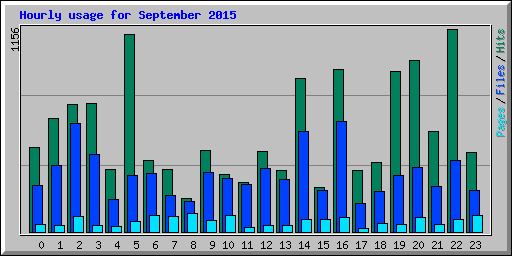 Hourly usage for September 2015
1156
Pages/Files/Hits
0 1 2 3 4 5 6 7 8 9 10 11 12 13 14 15 16 17 18 19 20 21 22 23